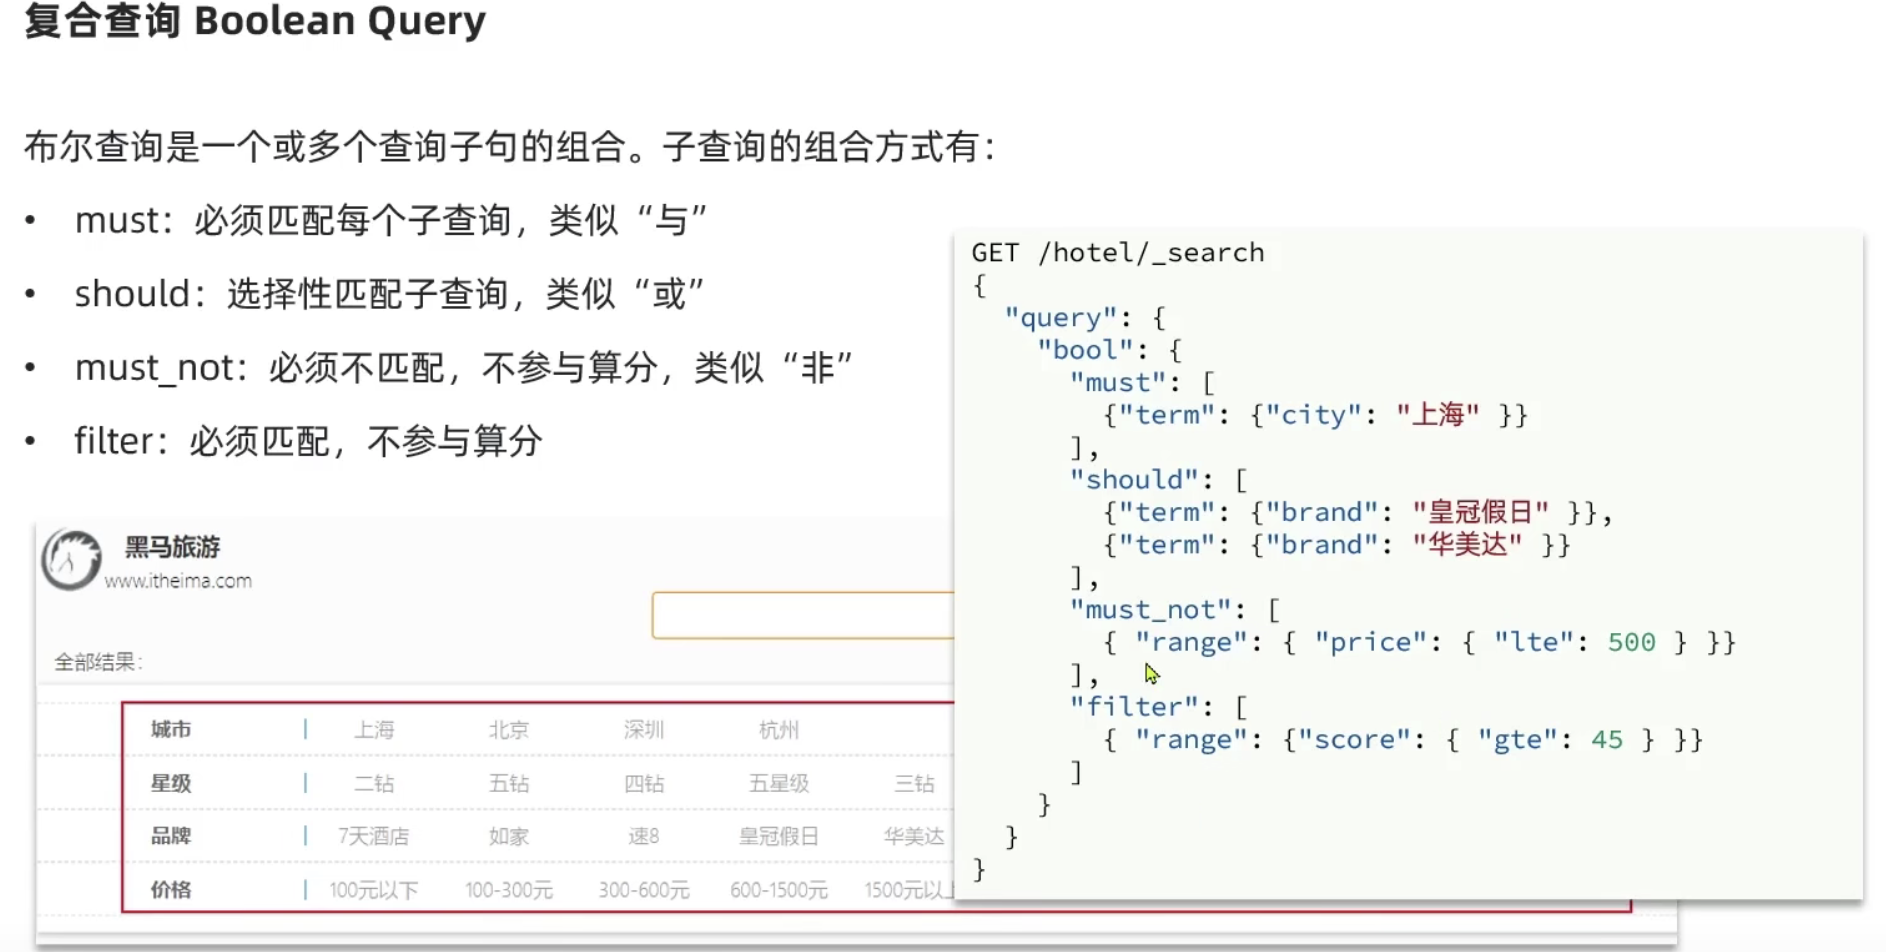 复合查询 Boolean Query
布尔查询是一个或多个查询子句的组合。子查询的组合方式有：
• must：必须匹配每个子查询，类似“与”
• should：选择性匹配子查询，类似“或”
• must_not：必须不匹配，不参与算分，类似“非”
• filter：必须匹配，不参与算分
黑马旅游
www.itheima.com
全部结果：
城市 | 上海 北京 深圳 杭州
星级 | 二钻 五钻 四钻 五星级 三钻
品牌 | 7天酒店 如家 速8 皇冠假日 华美达
价格 | 100元以下 100-300元 300-600元 600-1500元 1500元以
GET /hotel/_search
{
  "query": {
    "bool": {
      "must": [
        {"term": {"city": "上海" }}
      ],
      "should": [
        {"term": {"brand": "皇冠假日" }},
        {"term": {"brand": "华美达" }}
      ],
      "must_not": [
        { "range": { "price": { "lte": 500 } }}
      ],
      "filter": [
        { "range": {"score": { "gte": 45 } }}
      ]
    }
  }
}